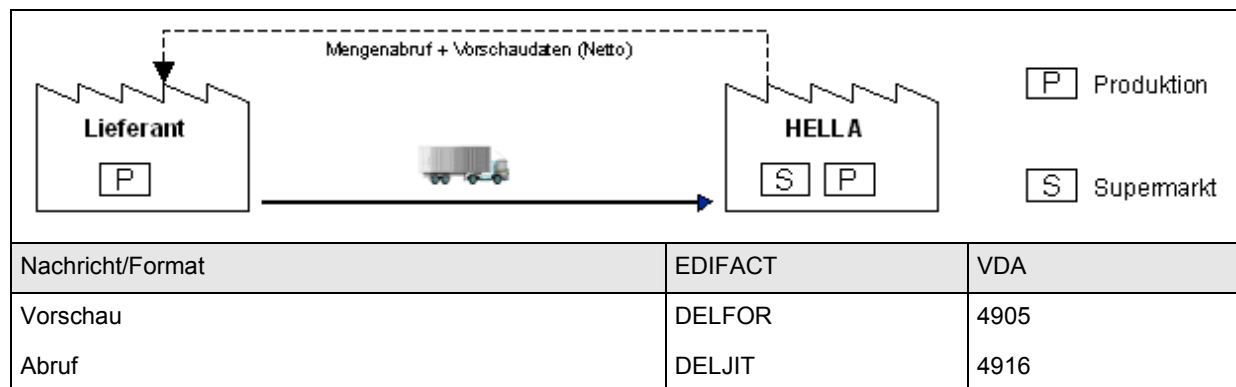 Mengenabruf + Vorschaudaten (Netto)
Lieferant
P
HELLA
S P
P Produktion
S Supermarkt
Nachricht/Format EDIFACT VDA
Vorschau DELFOR 4905
Abruf DELJIT 4916